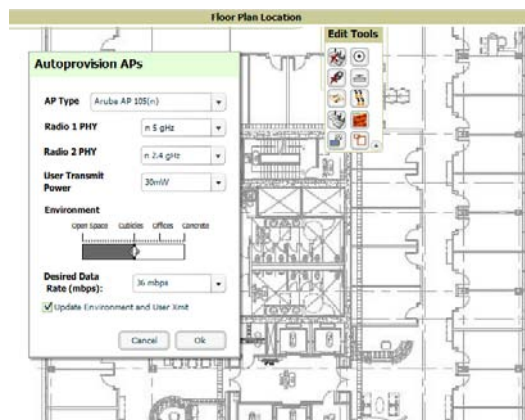 Floor Plan Location
Edit Tools
Autoprovision APs
AP Type Aruba AP 105(n)
Radio 1 PHY n 5 gHz
Radio 2 PHY n 2.4 gHz
User Transmit Power 30mW
Environment
Open Space Cubicles Offices Concrete
Desired Data Rate (mbps): 36 mbps
Update Environment and User Xmit
Cancel Ok